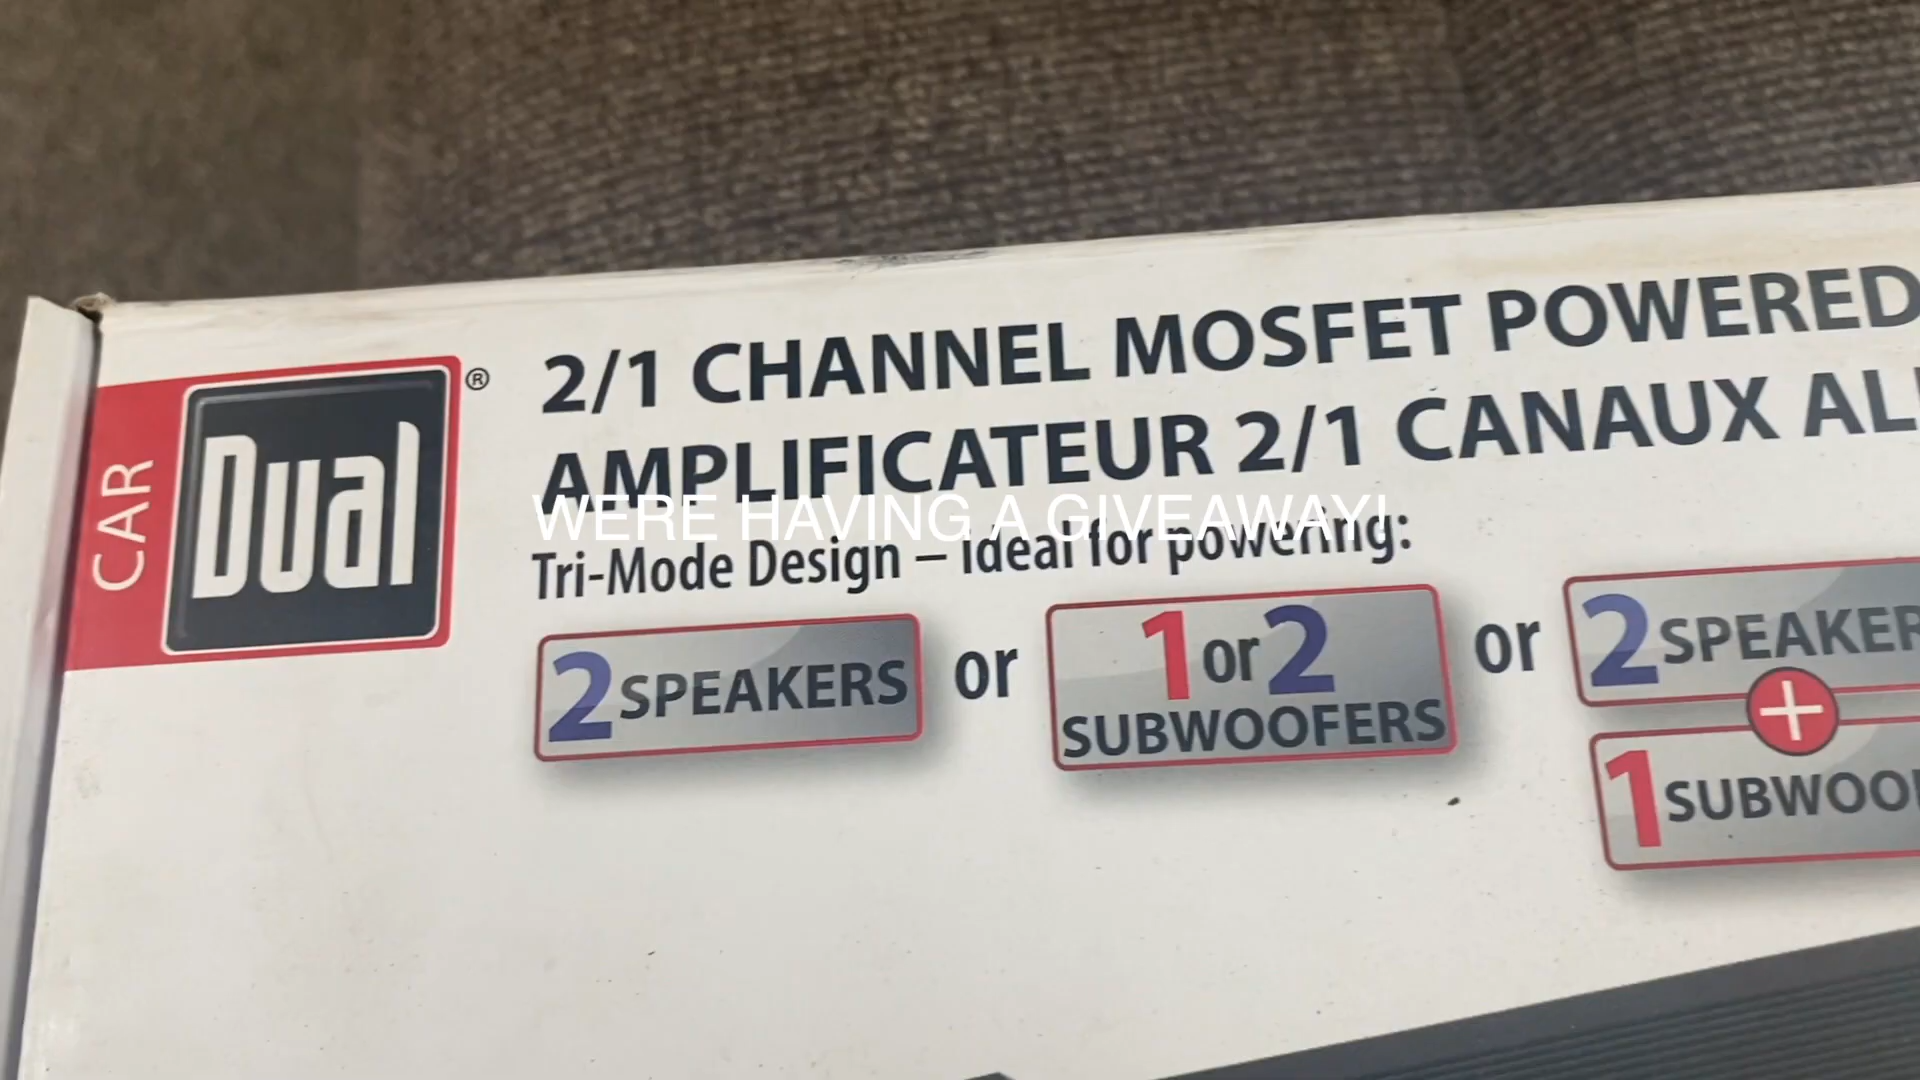 CAR
Dual®
2/1 CHANNEL MOSFET POWERED
AMPLIFICATEUR 2/1 CANAUX
WERE HAVING A GIVEAWAY!
Tri-Mode Design – ideal for powering:
2 SPEAKERS or 1 or 2 SUBWOOFERS or 2
+
1